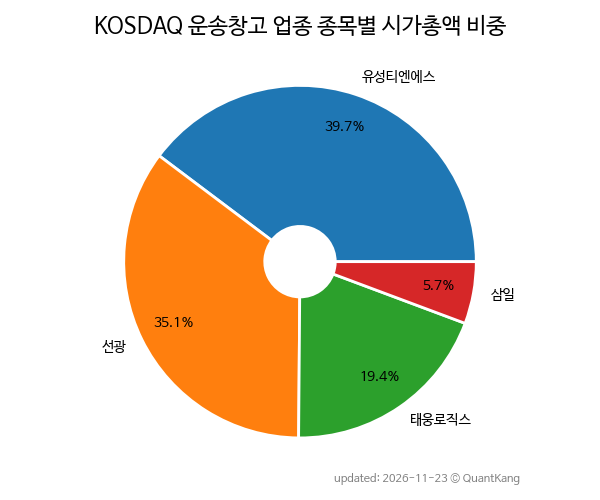 KOSDAQ 운송창고 업종 종목별 시가총액 비중
유성티엔에스
39.7%
5.7%
삼일
35.1%
선광
19.4%
태웅로직스
updated: 2026-11-23 © QuantKang